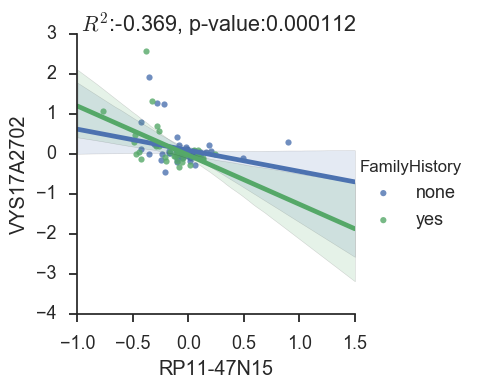 R²:-0.369, p-value:0.000112
3
2
1
0
−1
−2
−3
−4
VYS17A2702
−1.0 −0.5 0.0 0.5 1.0 1.5
RP11-47N15
FamilyHistory
none
yes